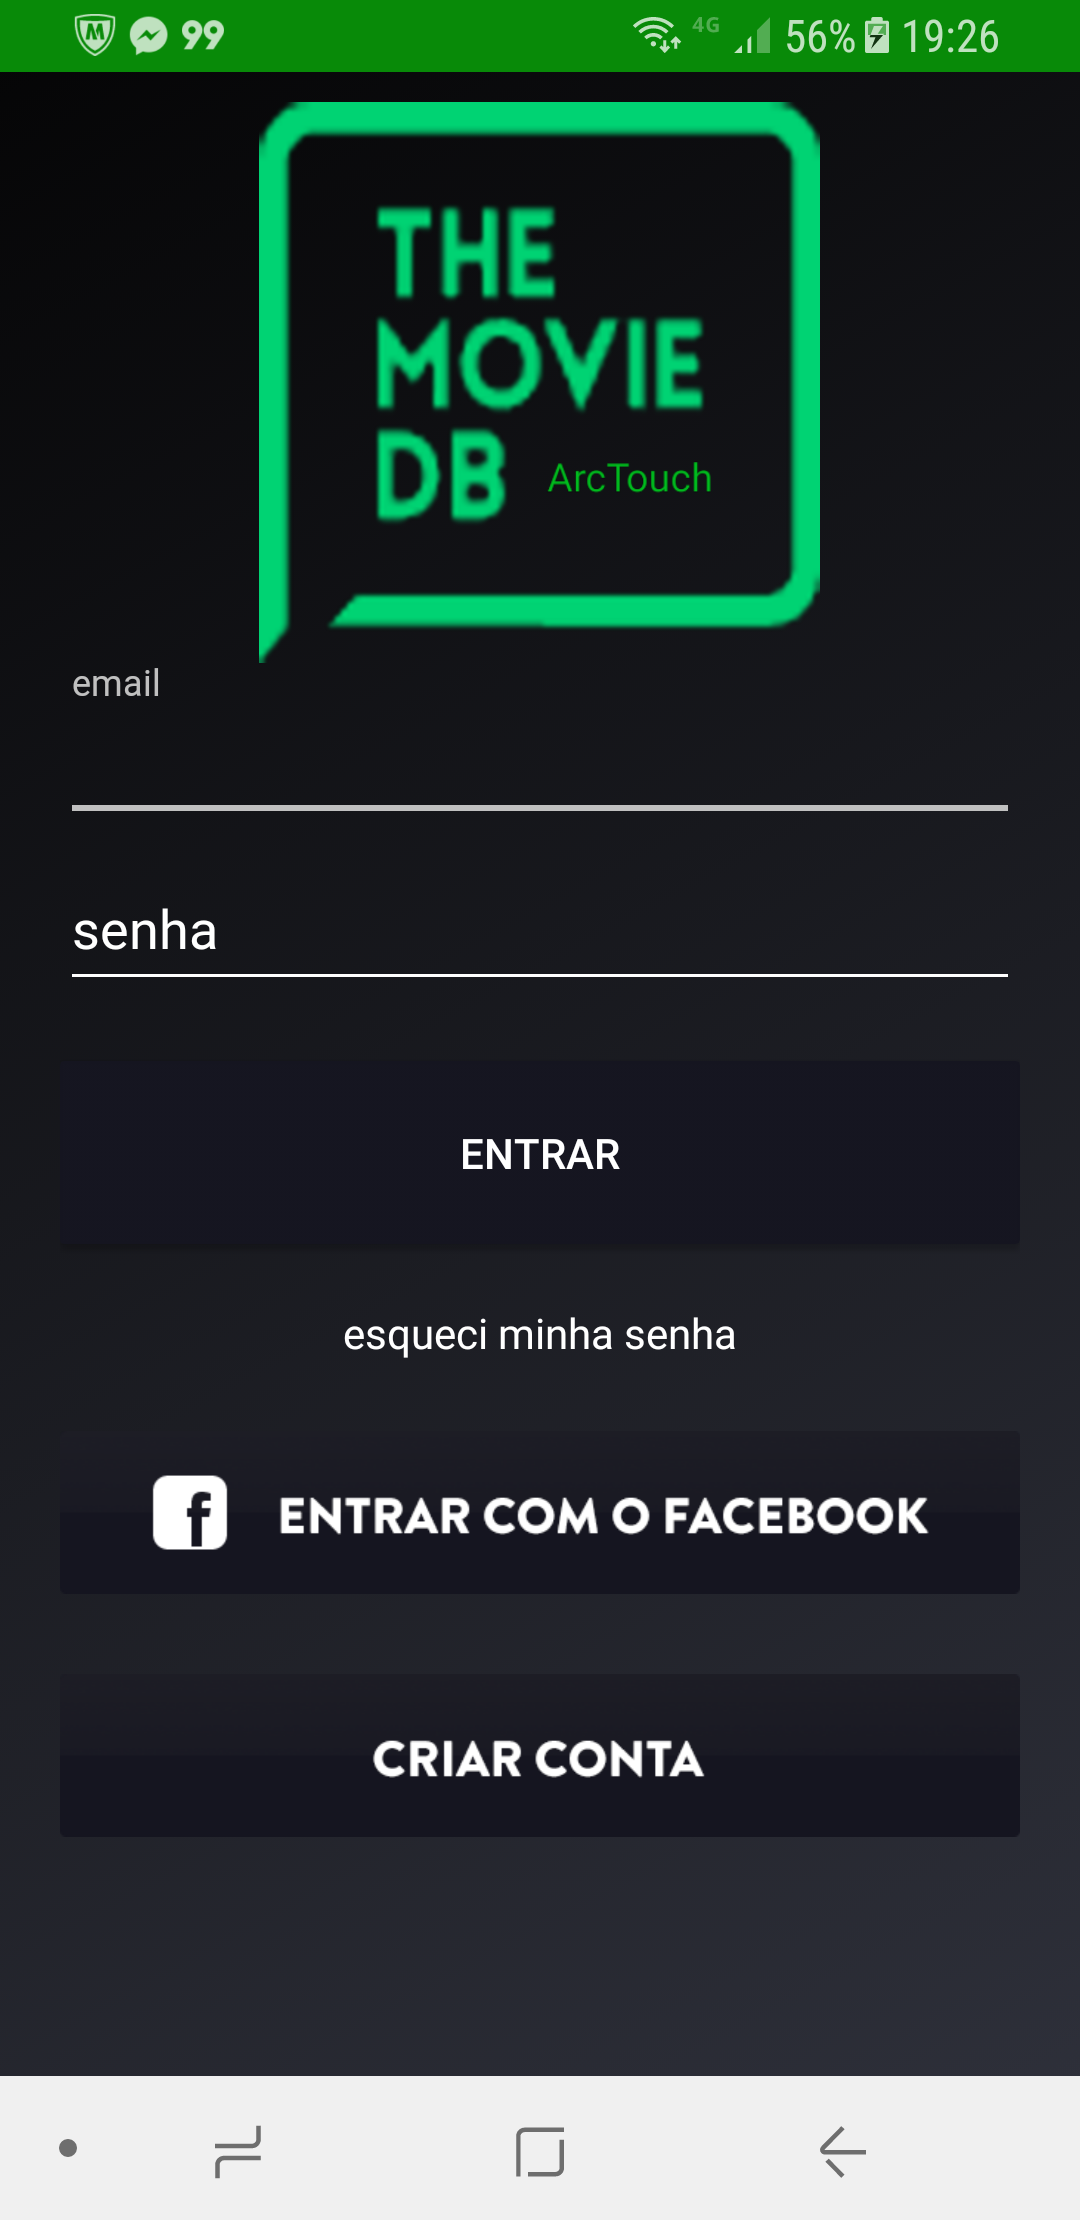 99 4G 56% 19:26
THE
MOVIE
DB ArcTouch
email
senha
ENTRAR
esqueci minha senha
f ENTRAR COM O FACEBOOK
CRIAR CONTA